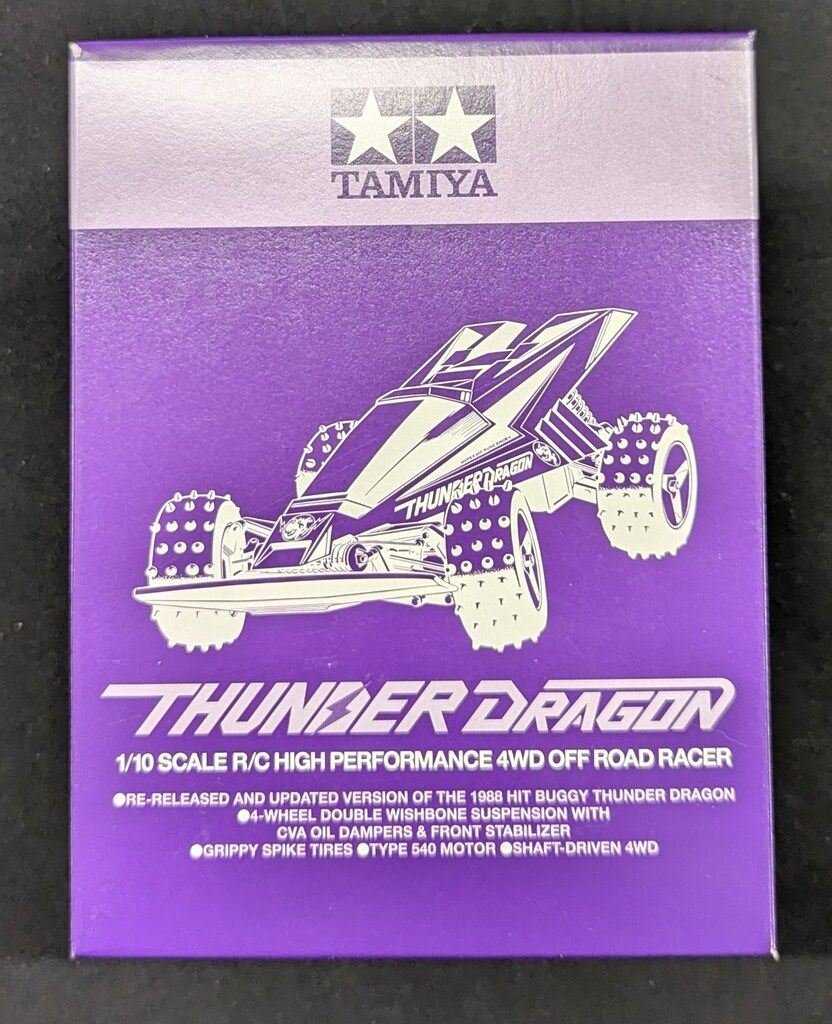 TAMIYA
THUNDER DRAGON
THUNDER DRAGON
1/10 SCALE R/C HIGH PERFORMANCE 4WD OFF ROAD RACER
●RE-RELEASED AND UPDATED VERSION OF THE 1988 HIT BUGGY THUNDER DRAGON
●4-WHEEL DOUBLE WISHBONE SUSPENSION WITH
CVA OIL DAMPERS & FRONT STABILIZER
●GRIPPY SPIKE TIRES ●TYPE 540 MOTOR ●SHAFT-DRIVEN 4WD